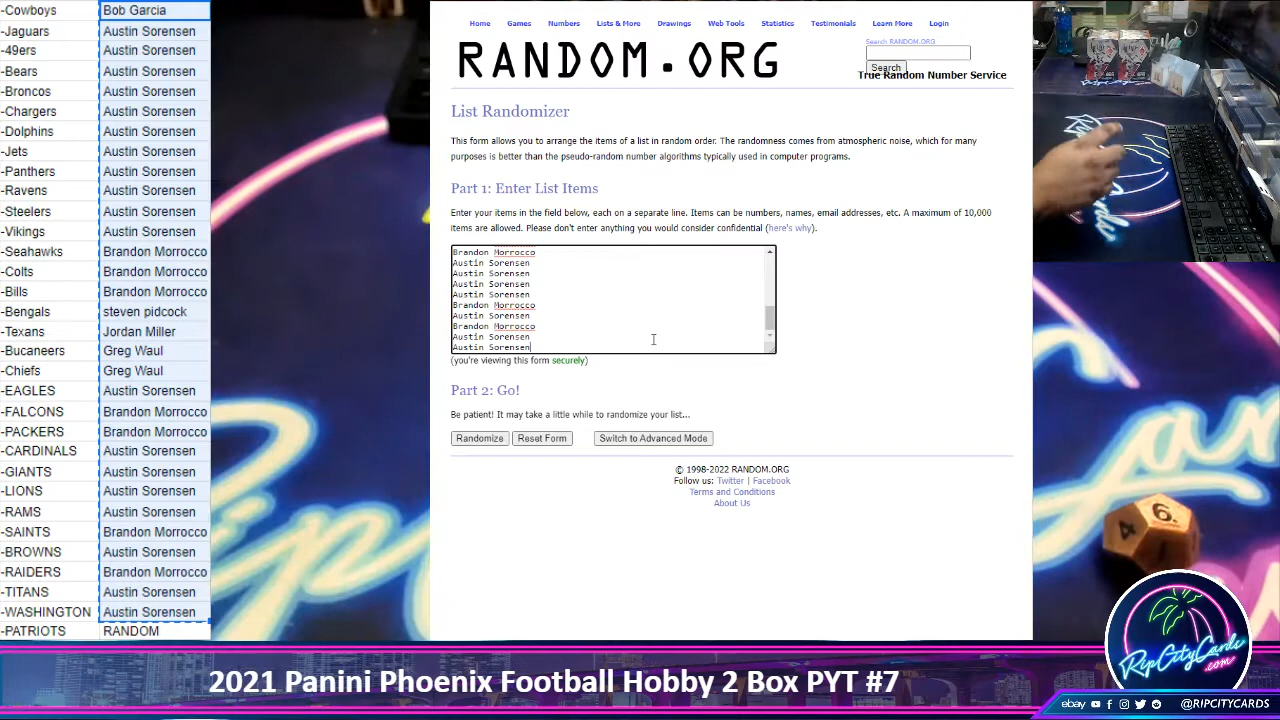 -Cowboys Bob Garcia
-Jaguars Austin Sorensen
-49ers Austin Sorensen
-Bears Austin Sorensen
-Broncos Austin Sorensen
-Chargers Austin Sorensen
-Dolphins Austin Sorensen
-Jets Austin Sorensen
-Panthers Austin Sorensen
-Ravens Austin Sorensen
-Steelers Austin Sorensen
-Vikings Austin Sorensen
-Seahawks Brandon Morrocco
-Colts Brandon Morrocco
-Bills Brandon Morrocco
-Bengals steven pidcock
-Texans Jordan Miller
-Bucaneers Greg Waul
-Chiefs Greg Waul
-EAGLES Austin Sorensen
-FALCONS Brandon Morrocco
-PACKERS Brandon Morrocco
-CARDINALS Austin Sorensen
-GIANTS Austin Sorensen
-LIONS Austin Sorensen
-RAMS Austin Sorensen
-SAINTS Brandon Morrocco
-BROWNS Austin Sorensen
-RAIDERS Brandon Morrocco
-TITANS Austin Sorensen
-WASHINGTON Austin Sorensen
-PATRIOTS RANDOM
Home Games Numbers Lists & More Drawings Web Tools Statistics Testimonials Learn More Login
RANDOM.ORG
Search RANDOM.ORG
Search
True Random Number Service
List Randomizer
This form allows you to arrange the items of a list in random order. The randomness comes from atmospheric noise, which for many
purposes is better than the pseudo-random number algorithms typically used in computer programs.
Part 1: Enter List Items
Enter your items in the field below, each on a separate line. Items can be numbers, names, email addresses, etc. A maximum of 10,000
items are allowed. Please don't enter anything you would consider confidential (here's why).
Brandon Morrocco
Austin Sorensen
Austin Sorensen
Austin Sorensen
Austin Sorensen
Brandon Morrocco
Austin Sorensen
Brandon Morrocco
Austin Sorensen
Austin Sorensen
(you're viewing this form securely)
Part 2: Go!
Be patient! It may take a little while to randomize your list...
Randomize Reset Form Switch to Advanced Mode
© 1998-2022 RANDOM.ORG
Follow us: Twitter | Facebook
Terms and Conditions
About Us
4 6.
RipCityCards
.com
2021 Panini Phoenix Football Hobby 2 Box PYT #7
ebay @RIPCITYCARDS